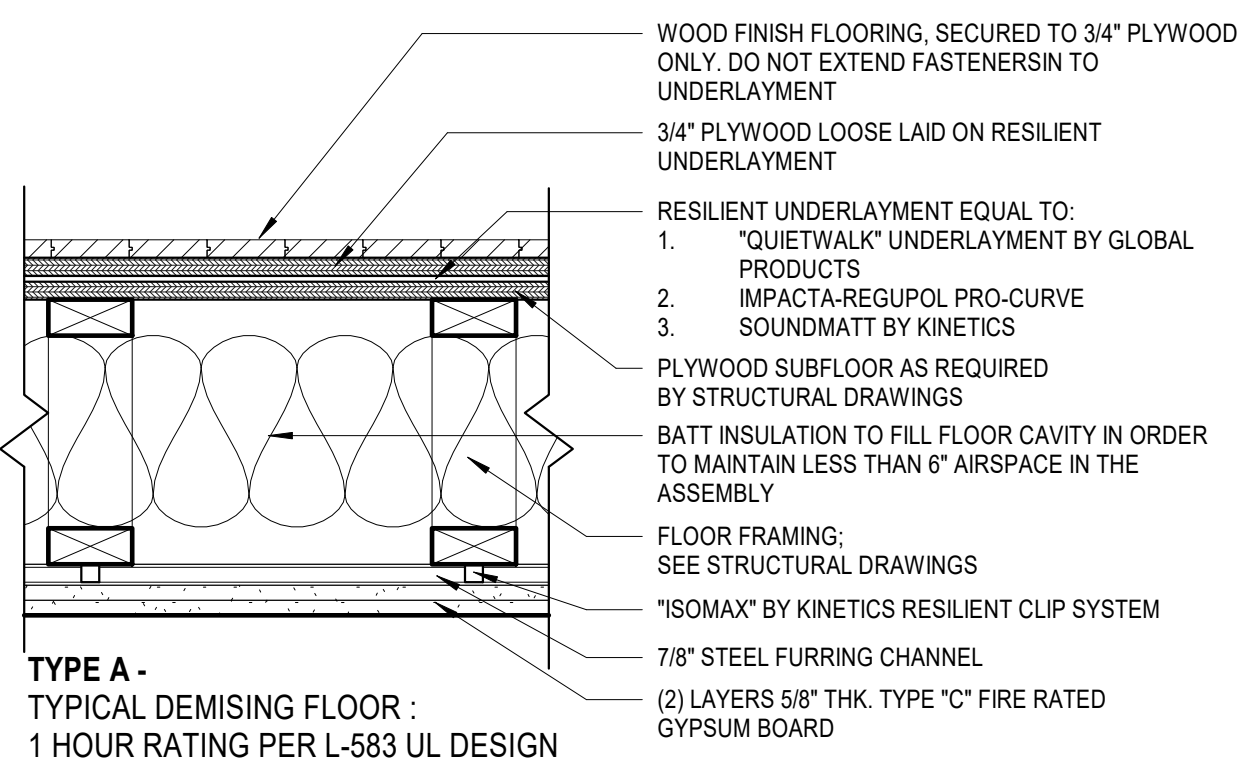 WOOD FINISH FLOORING, SECURED TO 3/4" PLYWOOD
ONLY. DO NOT EXTEND FASTENERSIN TO
UNDERLAYMENT
3/4" PLYWOOD LOOSE LAID ON RESILIENT
UNDERLAYMENT
RESILIENT UNDERLAYMENT EQUAL TO:
1. "QUIETWALK" UNDERLAYMENT BY GLOBAL
PRODUCTS
2. IMPACTA-REGUPOL PRO-CURVE
3. SOUNDMATT BY KINETICS
PLYWOOD SUBFLOOR AS REQUIRED
BY STRUCTURAL DRAWINGS
BATT INSULATION TO FILL FLOOR CAVITY IN ORDER
TO MAINTAIN LESS THAN 6" AIRSPACE IN THE
ASSEMBLY
FLOOR FRAMING;
SEE STRUCTURAL DRAWINGS
"ISOMAX" BY KINETICS RESILIENT CLIP SYSTEM
7/8" STEEL FURRING CHANNEL
(2) LAYERS 5/8" THK. TYPE "C" FIRE RATED
GYPSUM BOARD
TYPE A -
TYPICAL DEMISING FLOOR :
1 HOUR RATING PER L-583 UL DESIGN